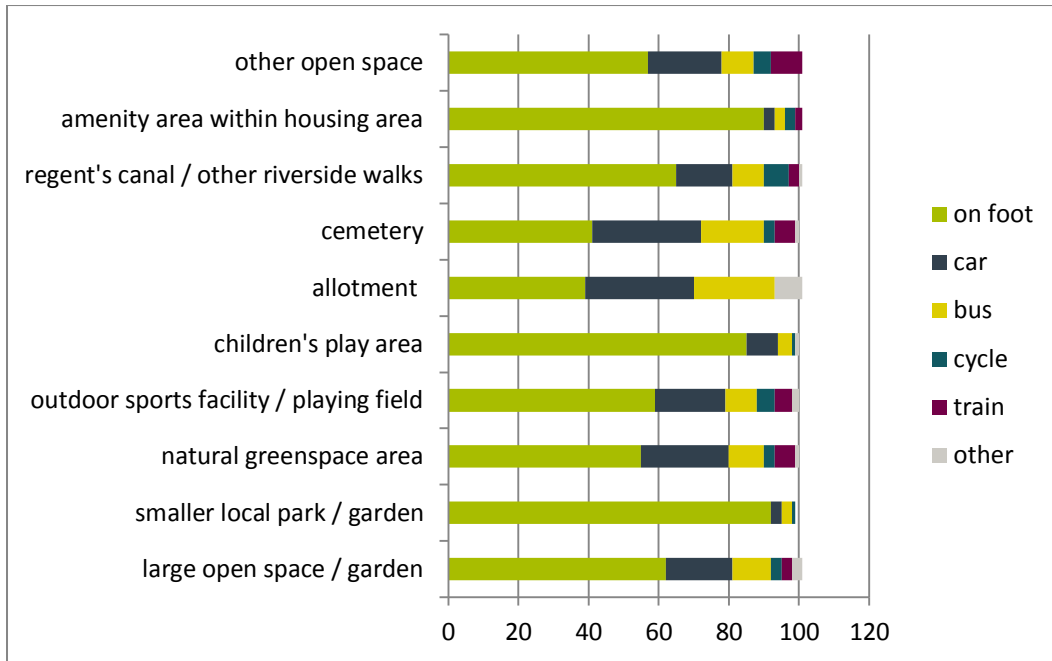 other open space
amenity area within housing area
regent's canal / other riverside walks
cemetery
allotment
children's play area
outdoor sports facility / playing field
natural greenspace area
smaller local park / garden
large open space / garden
0 20 40 60 80 100 120
on foot
car
bus
cycle
train
other